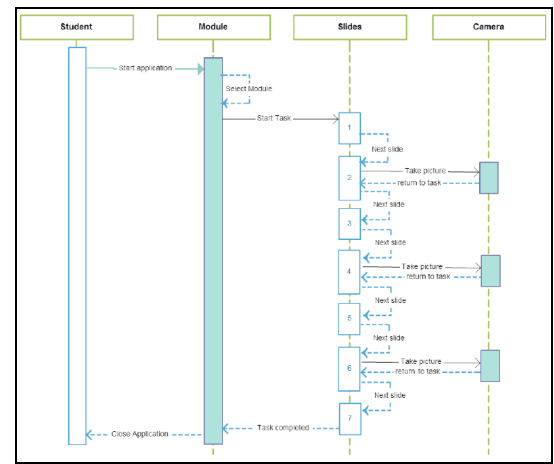 Student Module Slides Camera
Start application
Select Module
Start Task
1
Next slide
2
Take picture
return to task
Next slide
3
Next slide
4
Take picture
return to task
Next slide
5
Next slide
6
Take picture
return to task
Next slide
7
Task completed
Close Application